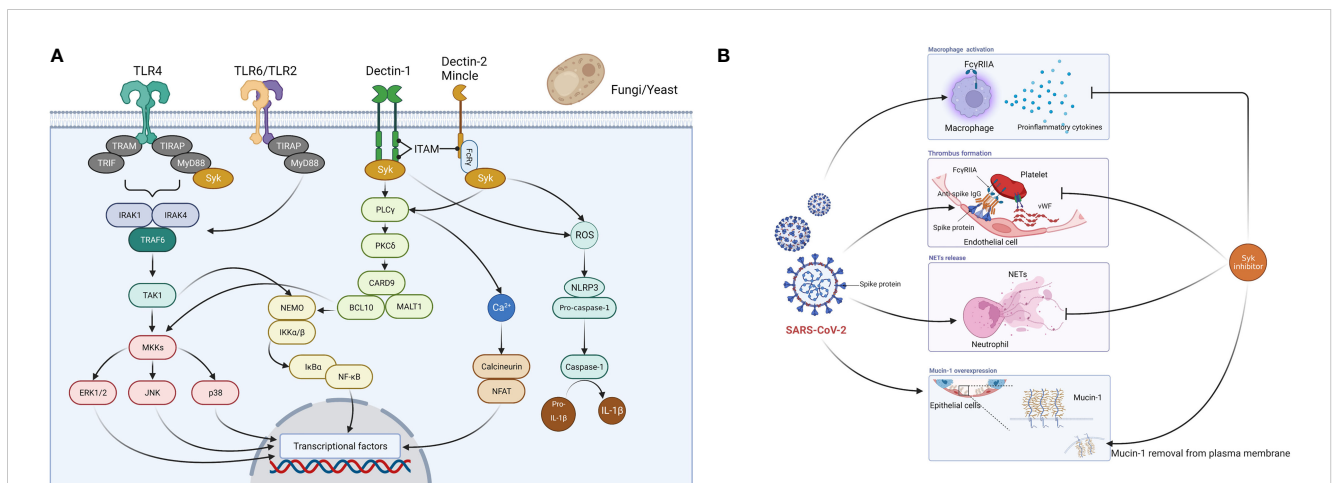 A
TLR4
TLR6/TLR2
Dectin-1
Dectin-2
Mincle
Fungi/Yeast
TRAM
TIRAP
TRIF
MyD88
Syk
TIRAP
MyD88
ITAM
FcRγ
Syk
Syk
IRAK1
IRAK4
TRAF6
PLCγ
PKCδ
ROS
TAK1
CARD9
BCL10
MALT1
NEMO
IKKα/β
Ca²⁺
NLRP3
Pro-caspase-1
MKKs
IκBα
NF-κB
Calcineurin
NFAT
Caspase-1
ERK1/2
JNK
p38
Pro-
IL-1β
IL-1β
Transcriptional factors
B
Macrophage activation
FcγRIIA
Macrophage
Proinflammatory cytokines
Thrombus formation
FcγRIIA
Platelet
Anti-spike IgG
vWF
Spike protein
Endothelial cell
NETs release
NETs
Neutrophil
Spike protein
SARS-CoV-2
Syk
inhibitor
Mucin-1 overexpression
Epithelial cells
Mucin-1
Mucin-1 removal from plasma membrane